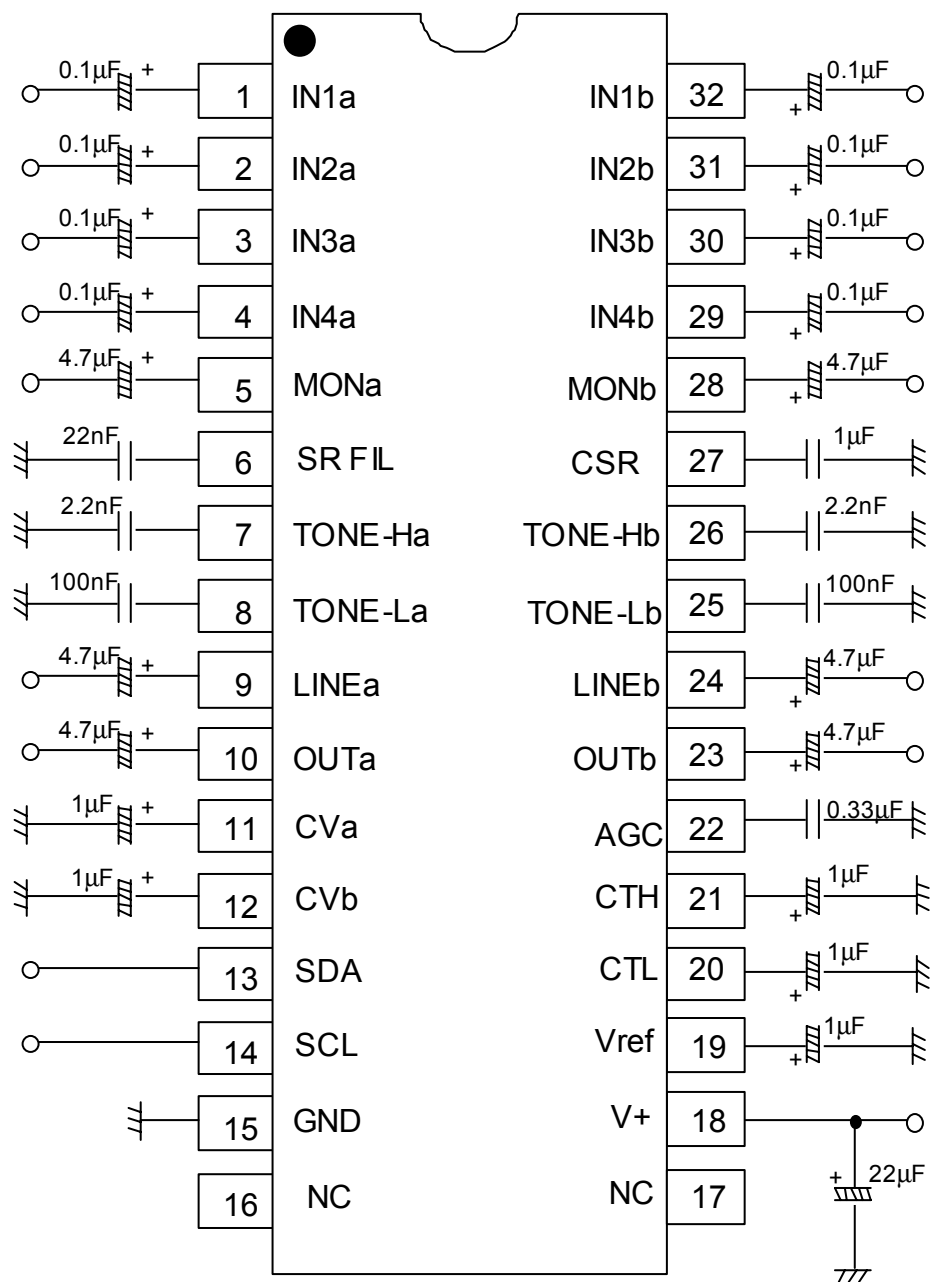 0.1μF + 1 IN1a IN1b 32 + 0.1μF
0.1μF + 2 IN2a IN2b 31 + 0.1μF
0.1μF + 3 IN3a IN3b 30 + 0.1μF
0.1μF + 4 IN4a IN4b 29 + 0.1μF
4.7μF + 5 MONa MONb 28 + 4.7μF
22nF 6 SR FIL CSR 27 1μF
2.2nF 7 TONE-Ha TONE-Hb 26 2.2nF
100nF 8 TONE-La TONE-Lb 25 100nF
4.7μF + 9 LINEa LINEb 24 + 4.7μF
4.7μF + 10 OUTa OUTb 23 + 4.7μF
1μF + 11 CVa AGC 22 0.33μF
1μF + 12 CVb CTH 21 + 1μF
13 SDA CTL 20 + 1μF
14 SCL Vref 19 + 1μF
15 GND V+ 18
16 NC NC 17 + 22μF